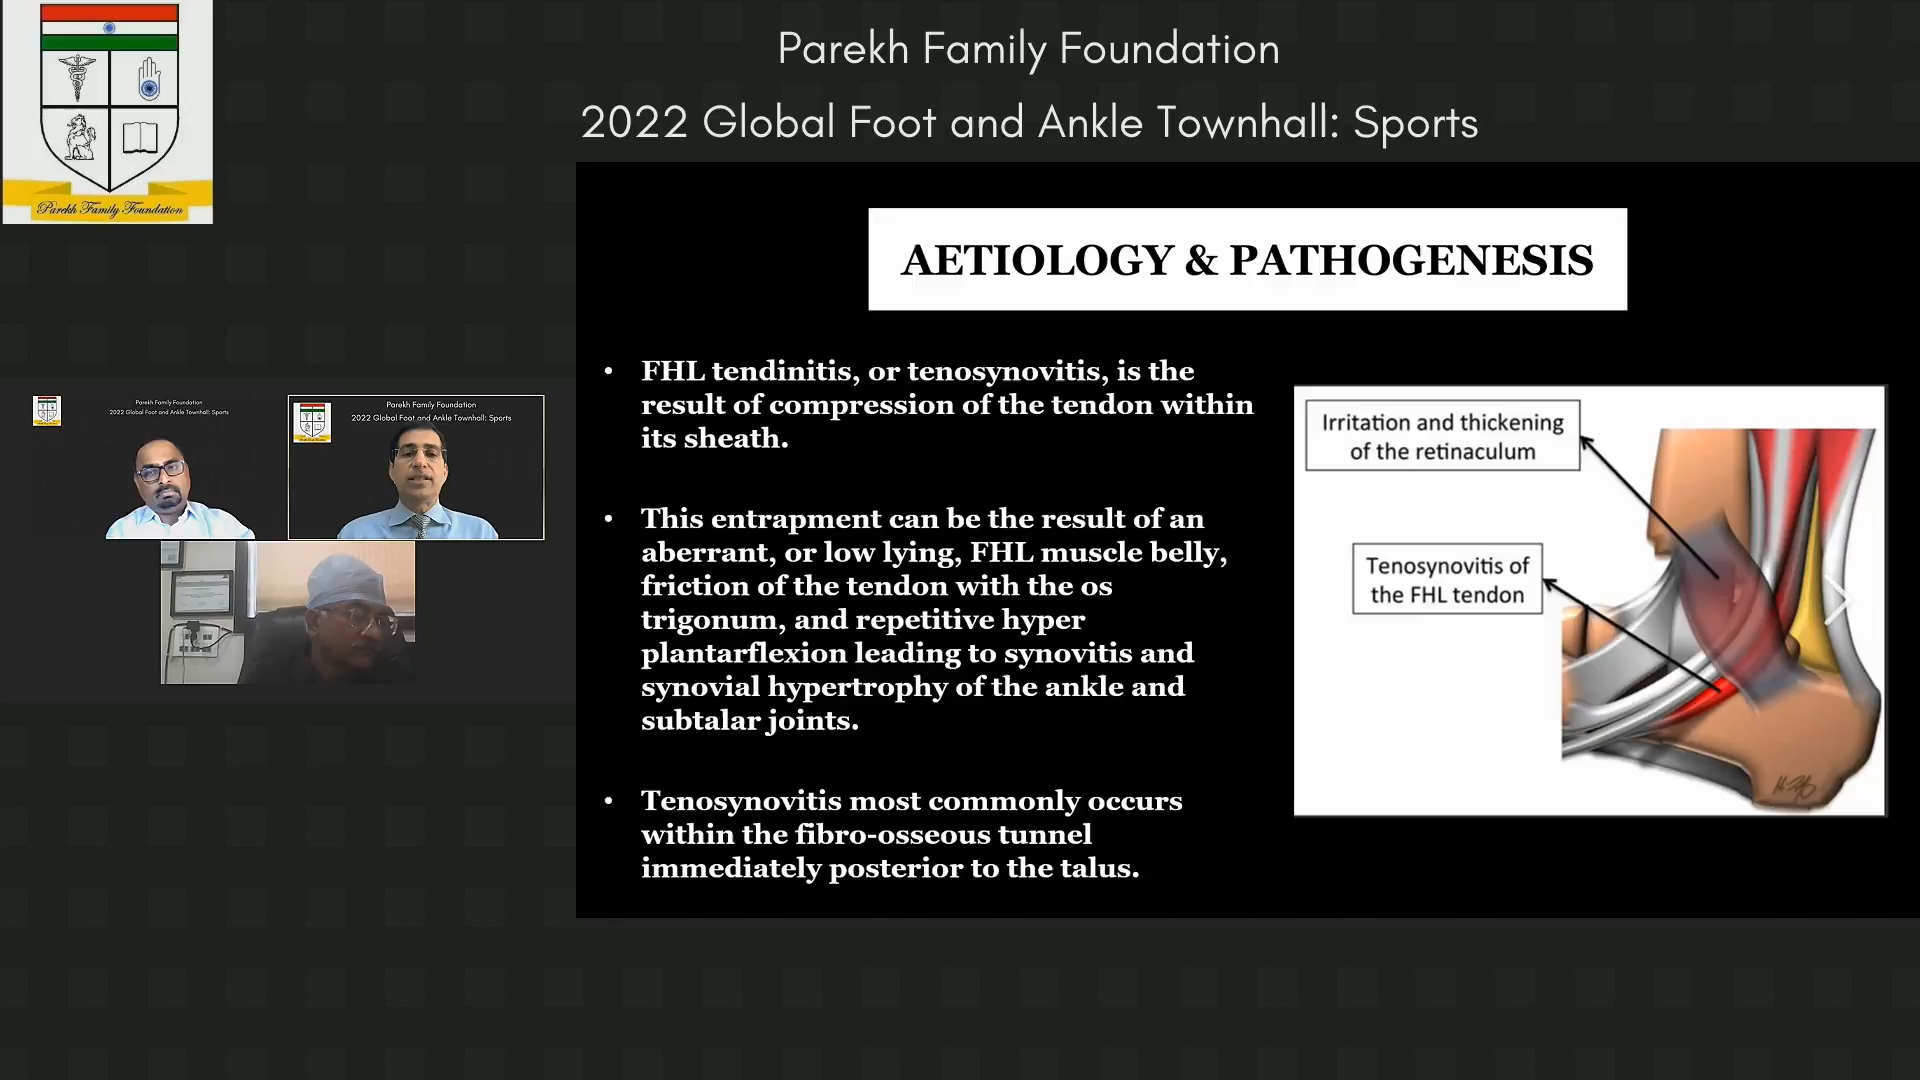 Parekh Family Foundation
2022 Global Foot and Ankle Townhall: Sports
Parekh Family Foundation
AETIOLOGY & PATHOGENESIS
• FHL tendinitis, or tenosynovitis, is the
result of compression of the tendon within
its sheath.
• This entrapment can be the result of an
aberrant, or low lying, FHL muscle belly,
friction of the tendon with the os
trigonum, and repetitive hyper
plantarflexion leading to synovitis and
synovial hypertrophy of the ankle and
subtalar joints.
• Tenosynovitis most commonly occurs
within the fibro-osseous tunnel
immediately posterior to the talus.
Irritation and thickening
of the retinaculum
Tenosynovitis of
the FHL tendon
Parekh Family Foundation
2022 Global Foot and Ankle Townhall: Sports
Parekh Family Foundation
2022 Global Foot and Ankle Townhall: Sports